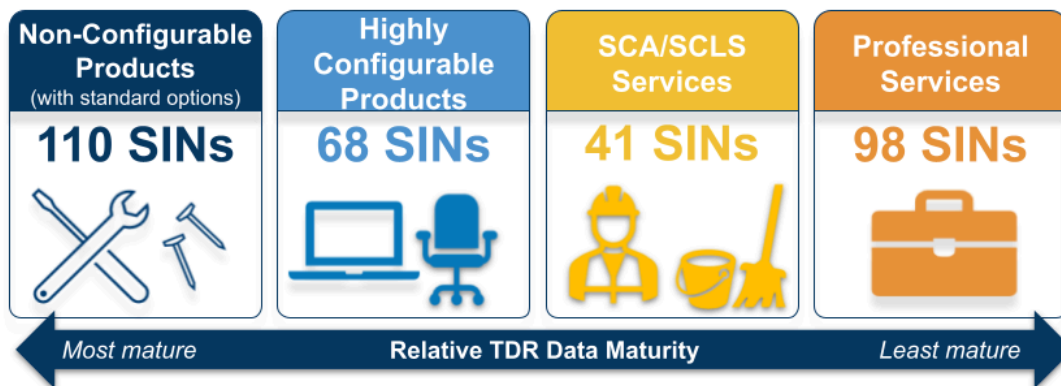 Non-Configurable
Products
(with standard options)
110 SINs
Highly
Configurable
Products
68 SINs
SCA/SCLS
Services
41 SINs
Professional
Services
98 SINs
Most mature
Relative TDR Data Maturity
Least mature